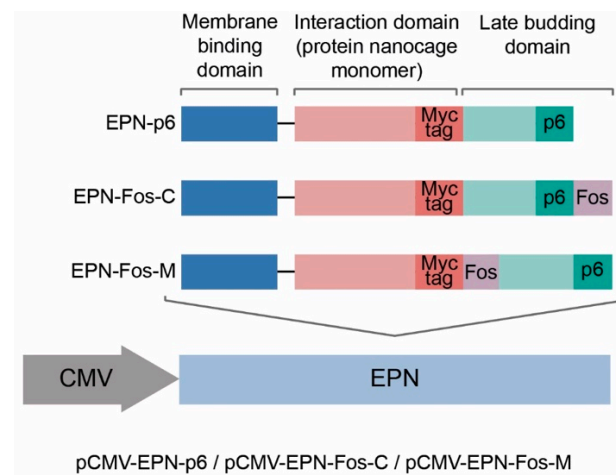 Membrane binding domain
Interaction domain (protein nanocage monomer)
Late budding domain
EPN-p6
Myc tag
p6
EPN-Fos-C
Myc tag
p6
Fos
EPN-Fos-M
Myc tag
Fos
p6
CMV
EPN
pCMV-EPN-p6 / pCMV-EPN-Fos-C / pCMV-EPN-Fos-M